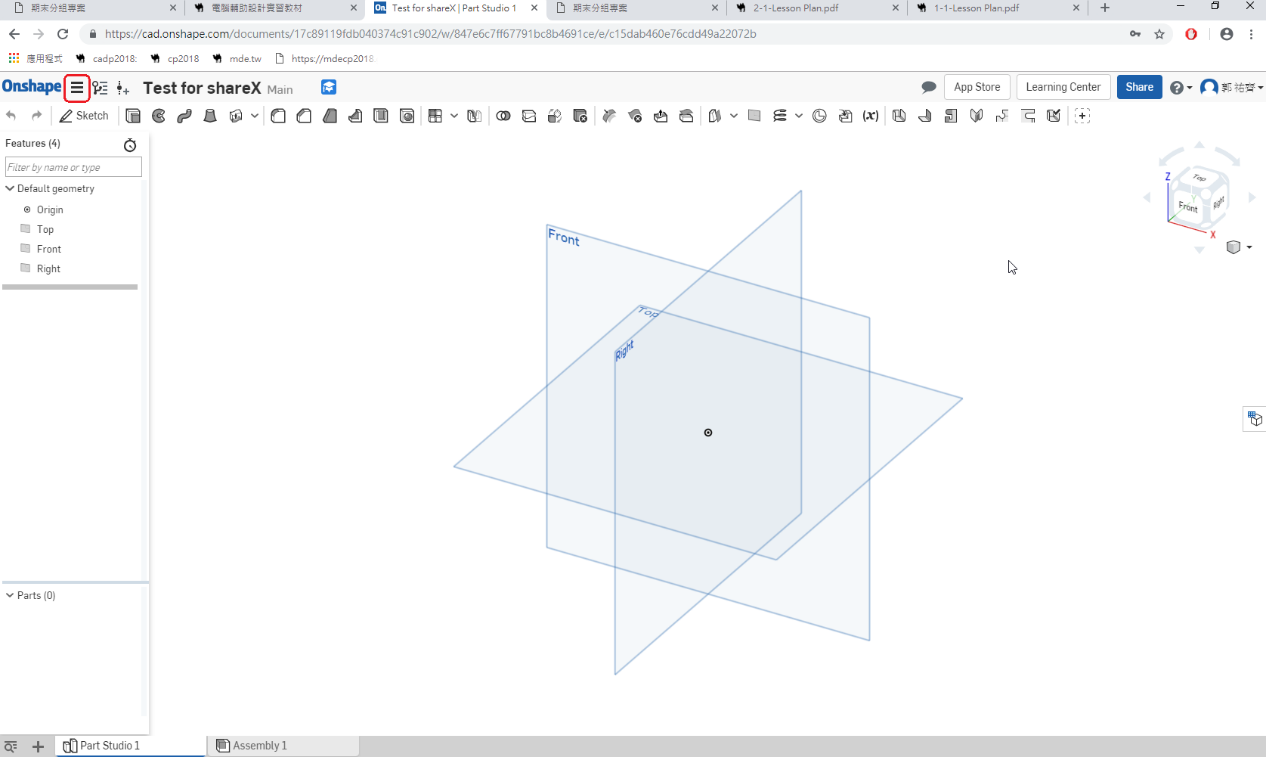 期末分組專案
電腦輔助設計實習教材
On Test for shareX | Part Studio 1
期末分組專案
2-1-Lesson Plan.pdf
1-1-Lesson Plan.pdf
https://cad.onshape.com/documents/17c89119fdb040374c91c902/w/847e6c7ff67791bc8b4691ce/e/c15dab460e76cdd49a22072b
應用程式
cadp2018:
cp2018
mde.tw
https://mdecp2018.
Onshape
Test for shareX Main
App Store
Learning Center
Share
郭 祐齊
Sketch
(x)
Features (4)
Filter by name or type
Default geometry
Origin
Top
Front
Right
Front
Top
Right
Z
Top
Front
Right
X
Parts (0)
Part Studio 1
Assembly 1